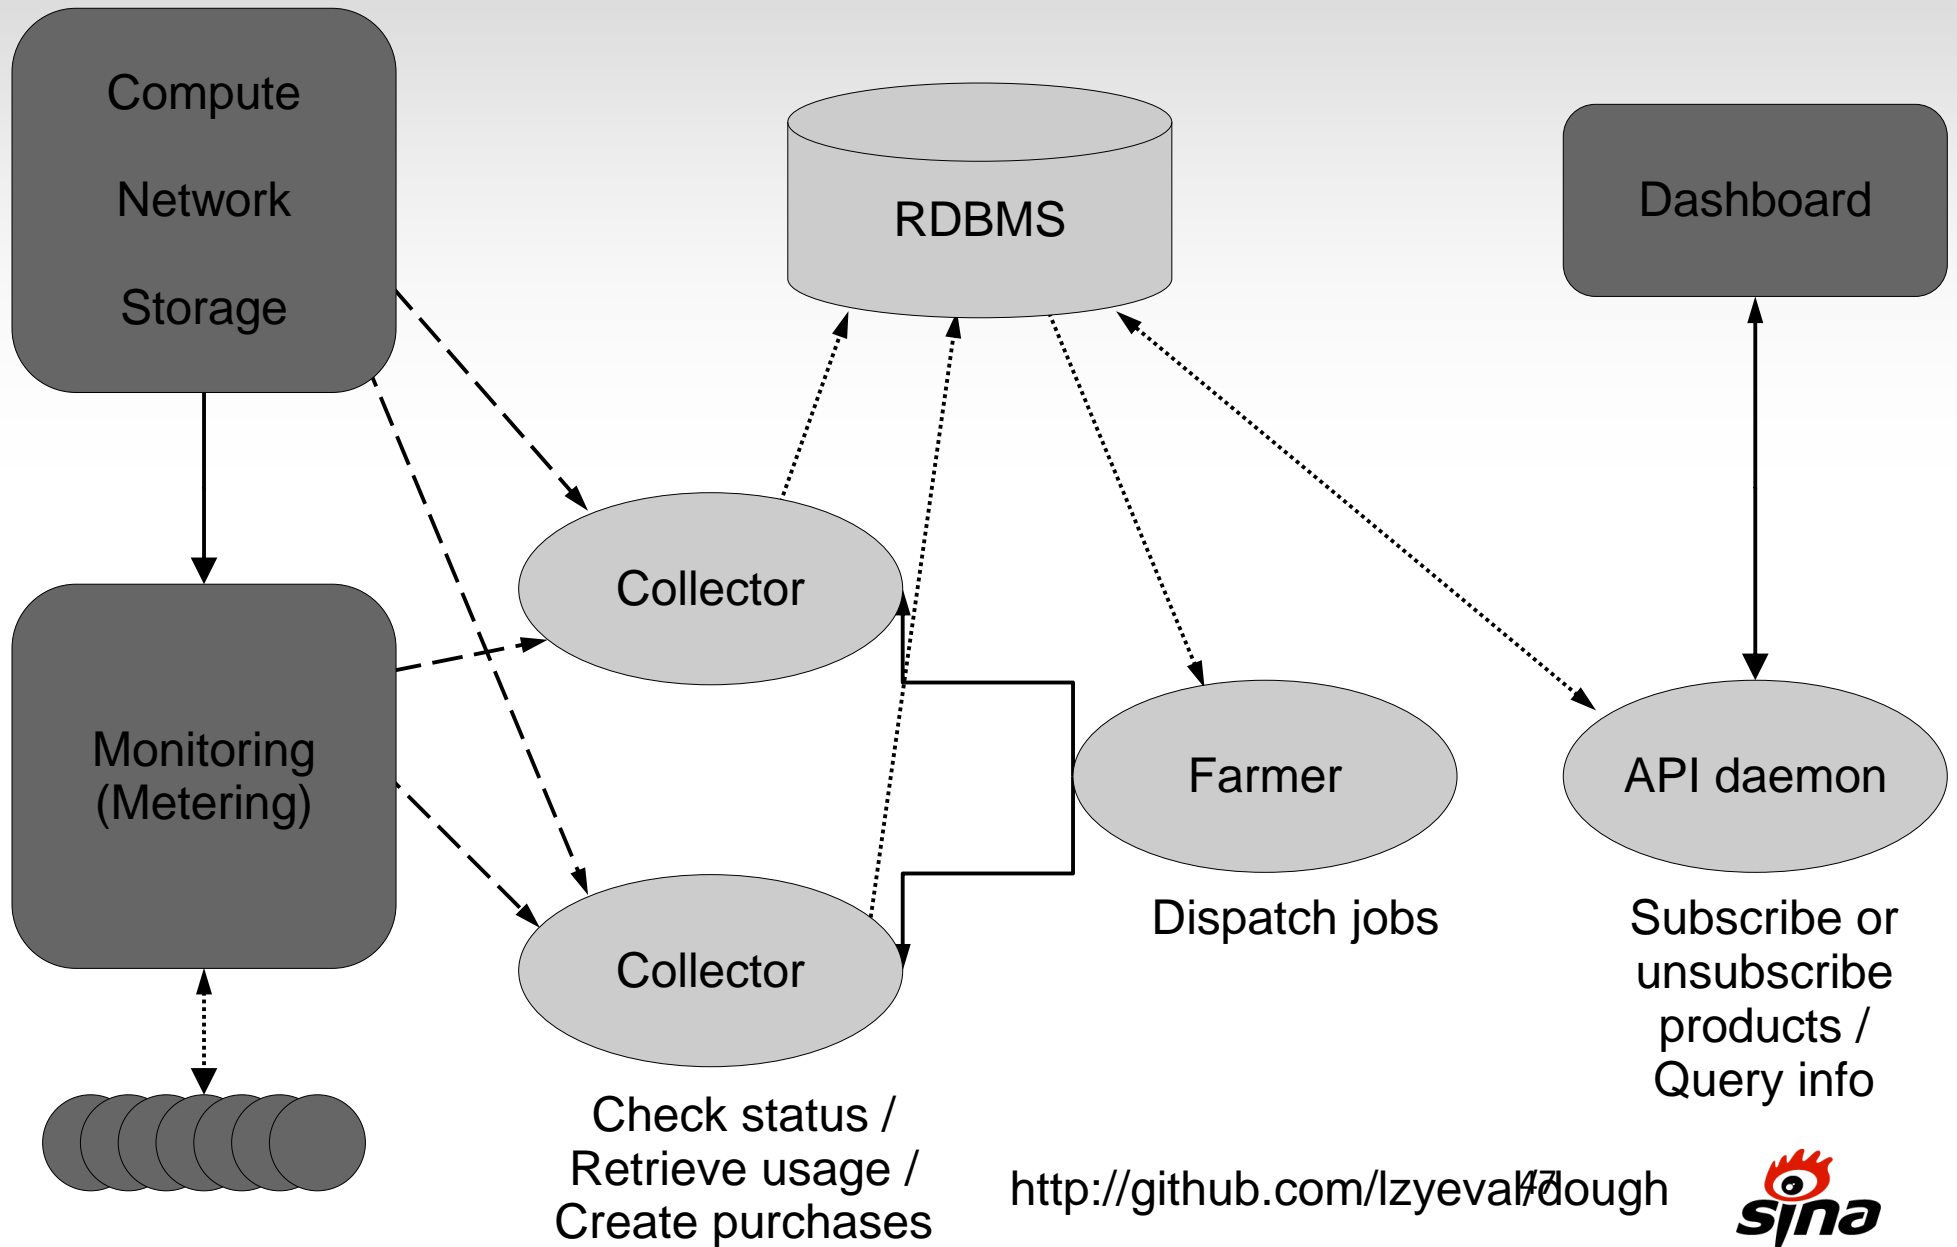 Compute
Network
Storage
RDBMS
Dashboard
Collector
Monitoring
(Metering)
Farmer
API daemon
Collector
Dispatch jobs
Subscribe or
unsubscribe
products /
Query info
Check status /
Retrieve usage /
Create purchases
http://github.com/lzyeval/dough
47
sina